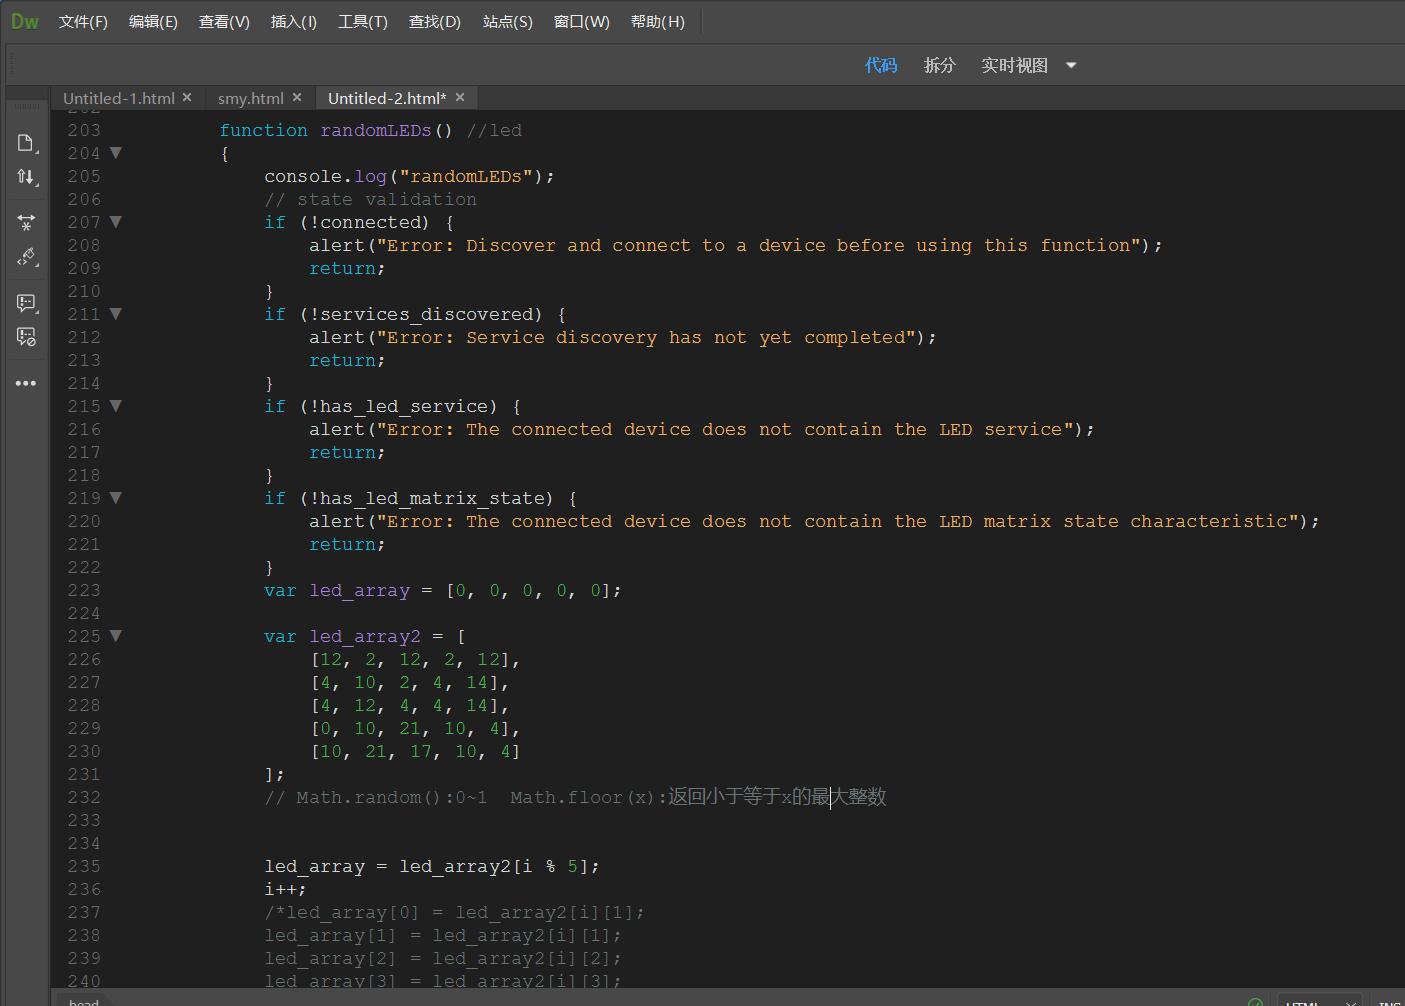 Dw 文件(F) 编辑(E) 查看(V) 插入(I) 工具(T) 查找(D) 站点(S) 窗口(W) 帮助(H)
代码 拆分 实时视图
Untitled-1.html × smy.html × Untitled-2.html* ×
203 function randomLEDs() //led
204 {
205 console.log("randomLEDs");
206 // state validation
207 if (!connected) {
208 alert("Error: Discover and connect to a device before using this function");
209 return;
210 }
211 if (!services_discovered) {
212 alert("Error: Service discovery has not yet completed");
213 return;
214 }
215 if (!has_led_service) {
216 alert("Error: The connected device does not contain the LED service");
217 return;
218 }
219 if (!has_led_matrix_state) {
220 alert("Error: The connected device does not contain the LED matrix state characteristic");
221 return;
222 }
223 var led_array = [0, 0, 0, 0, 0];
224
225 var led_array2 = [
226 [12, 2, 12, 2, 12],
227 [4, 10, 2, 4, 14],
228 [4, 12, 4, 4, 14],
229 [0, 10, 21, 10, 4],
230 [10, 21, 17, 10, 4]
231 ];
232 // Math.random():0~1  Math.floor(x):返回小于等于x的最大整数
233
234
235 led_array = led_array2[i % 5];
236 i++;
237 /*led_array[0] = led_array2[i][1];
238 led_array[1] = led_array2[i][1];
239 led_array[2] = led_array2[i][2];
240 led_array[3] = led_array2[i][3];
head HTML INS